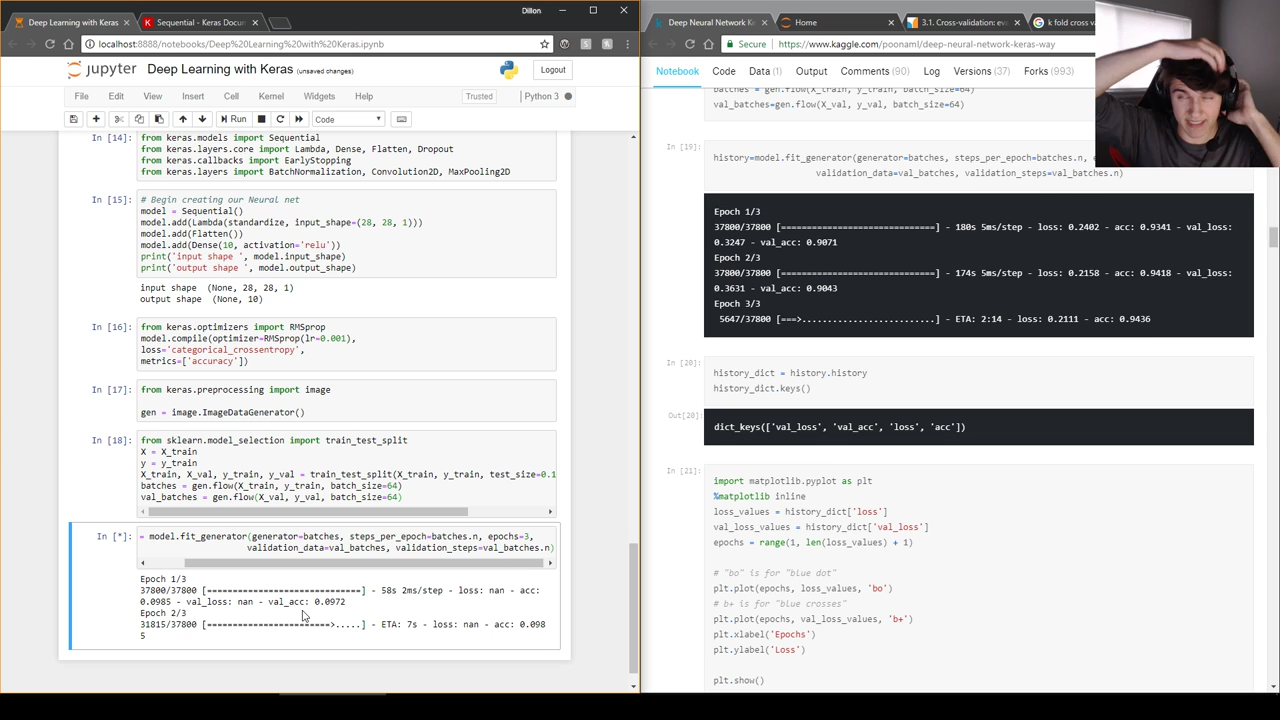 Dillon
Deep Learning with Keras
Sequential - Keras Docu
localhost:8888/notebooks/Deep%20Learning%20with%20Keras.ipynb
jupyter Deep Learning with Keras (unsaved changes)
Logout
File Edit View Insert Cell Kernel Widgets Help
Trusted
Python 3
Run
Code
In [14]:
from keras.models import Sequential
from keras.layers.core import Lambda, Dense, Flatten, Dropout
from keras.callbacks import EarlyStopping
from keras.layers import BatchNormalization, Convolution2D, MaxPooling2D
In [15]:
# Begin creating our Neural net
model = Sequential()
model.add(Lambda(standardize, input_shape=(28, 28, 1)))
model.add(Flatten())
model.add(Dense(10, activation='relu'))
print('input shape ', model.input_shape)
print('output shape ', model.output_shape)
input shape (None, 28, 28, 1)
output shape (None, 10)
In [16]:
from keras.optimizers import RMSprop
model.compile(optimizer=RMSprop(lr=0.001),
loss='categorical_crossentropy',
metrics=['accuracy'])
In [17]:
from keras.preprocessing import image
gen = image.ImageDataGenerator()
In [18]:
from sklearn.model_selection import train_test_split
X = X_train
y = y_train
X_train, X_val, y_train, y_val = train_test_split(X_train, y_train, test_size=0.1
batches = gen.flow(X_train, y_train, batch_size=64)
val_batches = gen.flow(X_val, y_val, batch_size=64)
In [*]:
= model.fit_generator(generator=batches, steps_per_epoch=batches.n, epochs=3,
validation_data=val_batches, validation_steps=val_batches.n)
Epoch 1/3
37800/37800 [==============================] - 58s 2ms/step - loss: nan - acc:
0.0985 - val_loss: nan - val_acc: 0.0972
Epoch 2/3
31815/37800 [========================>.....] - ETA: 7s - loss: nan - acc: 0.098
5
Deep Neural Network K
Home
3.1. Cross-validation: ev
k fold cross v
Secure
https://www.kaggle.com/poonaml/deep-neural-network-keras-way
Notebook Code Data (1) Output Comments (90) Log Versions (37) Forks (993)
batches = gen.flow(X_train, y_train, batch_size=64)
val_batches=gen.flow(X_val, y_val, batch_size=64)
In [19]:
history=model.fit_generator(generator=batches, steps_per_epoch=batches.n, e
validation_data=val_batches, validation_steps=val_batches.n)
Epoch 1/3
37800/37800 [==============================] - 180s 5ms/step - loss: 0.2402 - acc: 0.9341 - val_loss:
0.3247 - val_acc: 0.9071
Epoch 2/3
37800/37800 [==============================] - 174s 5ms/step - loss: 0.2158 - acc: 0.9418 - val_loss:
0.3631 - val_acc: 0.9043
Epoch 3/3
5647/37800 [===>..........................] - ETA: 2:14 - loss: 0.2111 - acc: 0.9436
In [20]:
history_dict = history.history
history_dict.keys()
Out[20]:
dict_keys(['val_loss', 'val_acc', 'loss', 'acc'])
In [21]:
import matplotlib.pyplot as plt
%matplotlib inline
loss_values = history_dict['loss']
val_loss_values = history_dict['val_loss']
epochs = range(1, len(loss_values) + 1)
# "bo" is for "blue dot"
plt.plot(epochs, loss_values, 'bo')
# b+ is for "blue crosses"
plt.plot(epochs, val_loss_values, 'b+')
plt.xlabel('Epochs')
plt.ylabel('Loss')
plt.show()